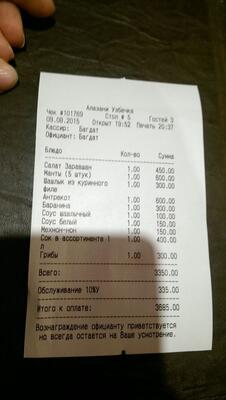 Алазани Узбечка
Чек #101769 Стол # 5 Гостей 3
09.08.2015 Открыт 19:52 Печать 20:37
Кассир: Багдат
Официант: Багдат
Блюдо Кол-во Сумма
Салат Заравшан 1.00 450.00
Манты (5 штук) 1.00 600.00
Шашлык из куринного 1.00 300.00
филе
Антрекот 1.00 600.00
Баранина 1.00 300.00
Соус шашлычный 1.00 100.00
Соус белый 1.00 150.00
1.00 150.00
Сок в ассортименте 1 1.00 400.00
л
Грибы 1.00 300.00
Всего: 3350.00
Обслуживание 10%У 335.00
Итого к оплате: 3685.00
Вознаграждение официанту приветствуется
но всегда остается на Ваше усмотрение.